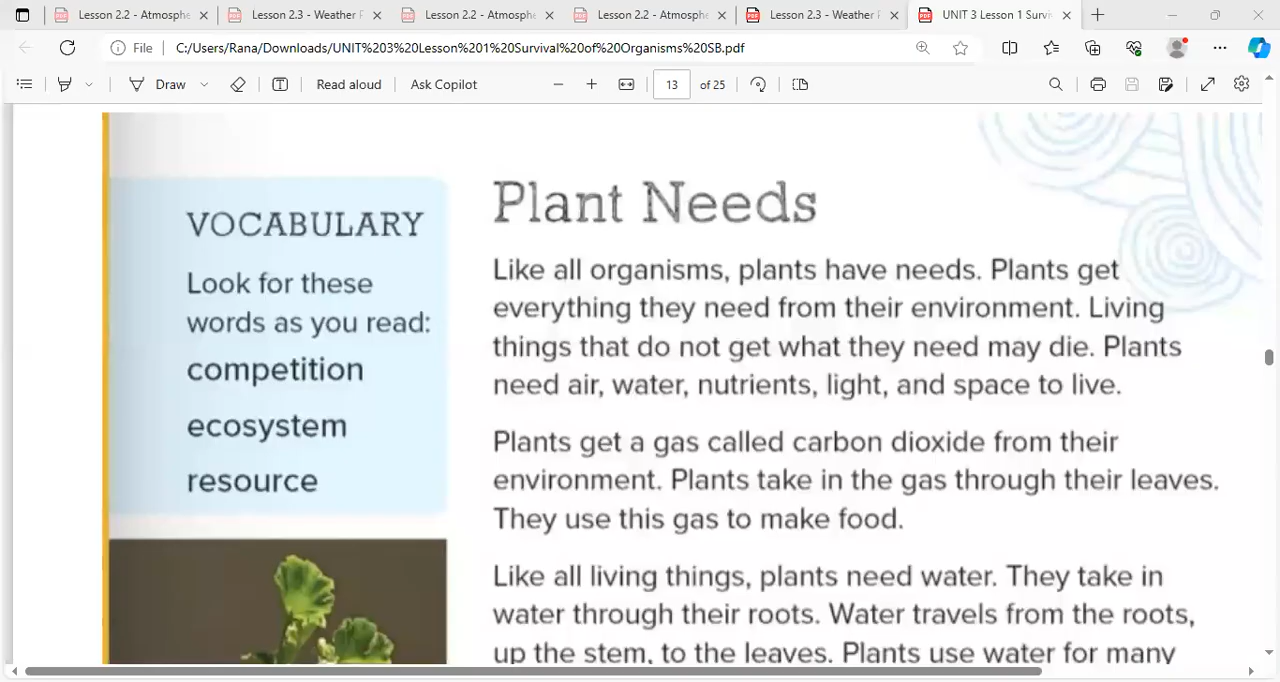 Lesson 2.2 - Atmosphe
Lesson 2.3 - Weather F
Lesson 2.2 - Atmosphe
Lesson 2.2 - Atmosphe
Lesson 2.3 - Weather F
UNIT 3 Lesson 1 Surviv
File
C:/Users/Rana/Downloads/UNIT%203%20Lesson%201%20Survival%20of%20Organisms%20SB.pdf
Draw
Read aloud
Ask Copilot
13
of 25
VOCABULARY
Look for these
words as you read:
competition
ecosystem
resource
Plant Needs
Like all organisms, plants have needs. Plants get
everything they need from their environment. Living
things that do not get what they need may die. Plants
need air, water, nutrients, light, and space to live.
Plants get a gas called carbon dioxide from their
environment. Plants take in the gas through their leaves.
They use this gas to make food.
Like all living things, plants need water. They take in
water through their roots. Water travels from the roots,
up the stem, to the leaves. Plants use water for many